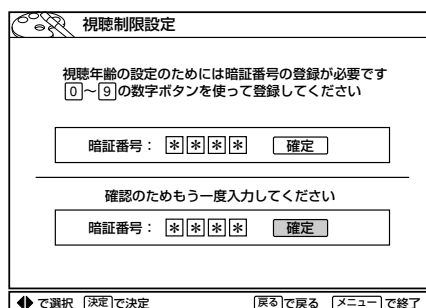 視聴制限設定
視聴年齢の設定のためには暗証番号の登録が必要です
0～9の数字ボタンを使って登録してください
暗証番号： ＊＊＊＊ 確定
確認のためもう一度入力してください
暗証番号： ＊＊＊＊ 確定
で選択 決定で決定 戻るで戻る メニューで終了